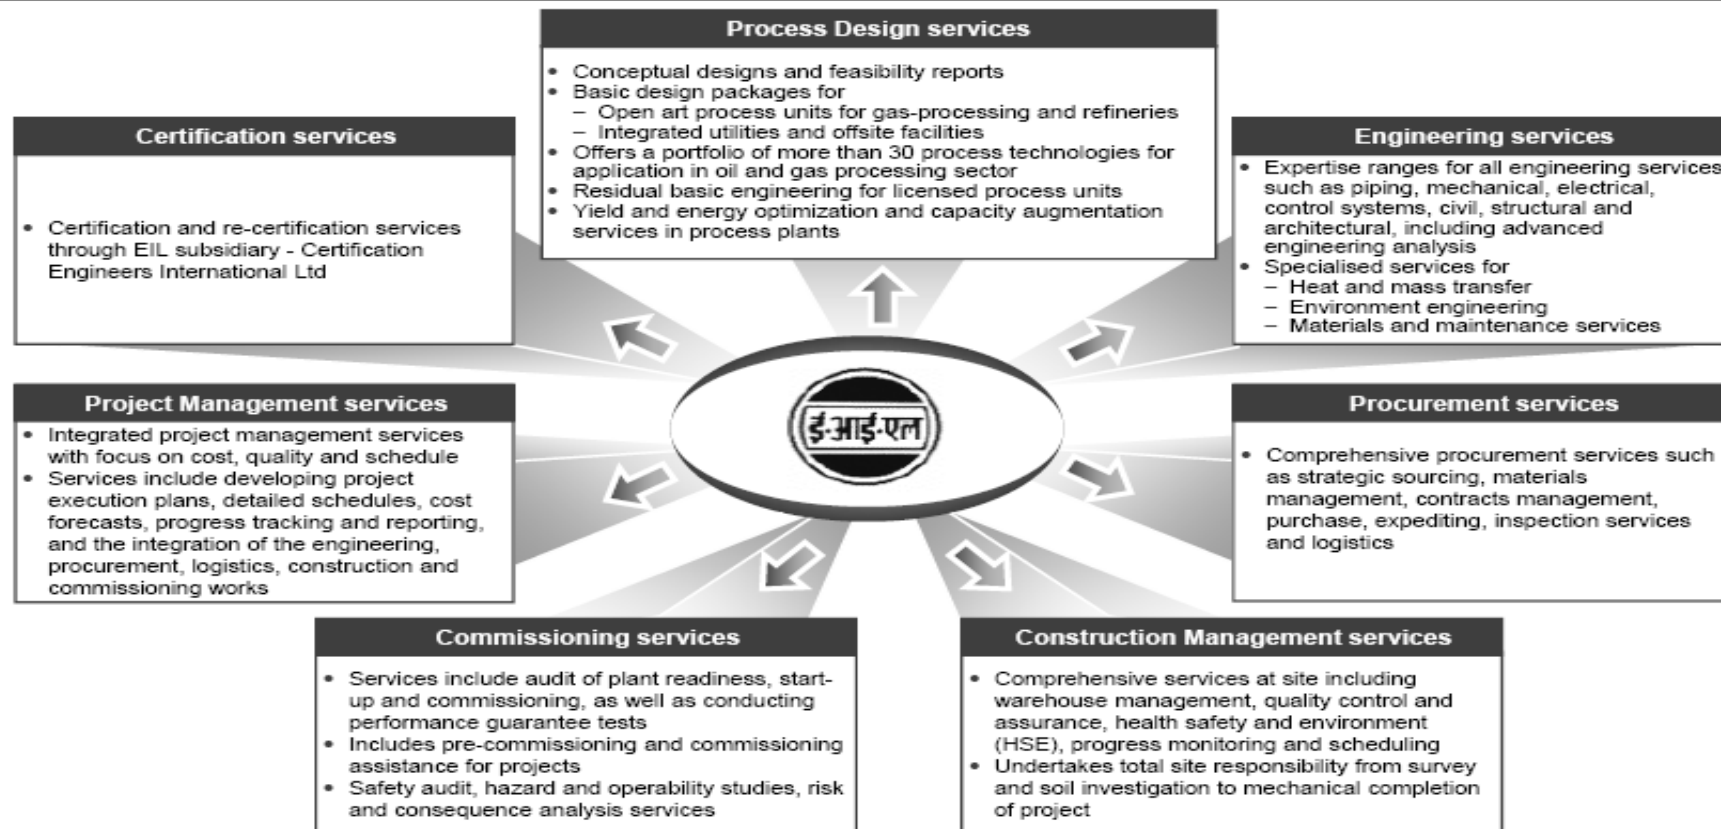 Process Design services
• Conceptual designs and feasibility reports
• Basic design packages for
– Open art process units for gas-processing and refineries
– Integrated utilities and offsite facilities
• Offers a portfolio of more than 30 process technologies for
application in oil and gas processing sector
• Residual basic engineering for licensed process units
• Yield and energy optimization and capacity augmentation
services in process plants
Certification services
• Certification and re-certification services
through EIL subsidiary - Certification
Engineers International Ltd
Engineering services
• Expertise ranges for all engineering services
such as piping, mechanical, electrical,
control systems, civil, structural and
architectural, including advanced
engineering analysis
• Specialised services for
– Heat and mass transfer
– Environment engineering
– Materials and maintenance services
ई·आई·एल
Project Management services
• Integrated project management services
with focus on cost, quality and schedule
• Services include developing project
execution plans, detailed schedules, cost
forecasts, progress tracking and reporting,
and the integration of the engineering,
procurement, logistics, construction and
commissioning works
Procurement services
• Comprehensive procurement services such
as strategic sourcing, materials
management, contracts management,
purchase, expediting, inspection services
and logistics
Commissioning services
• Services include audit of plant readiness, start-
up and commissioning, as well as conducting
performance guarantee tests
• Includes pre-commissioning and commissioning
assistance for projects
• Safety audit, hazard and operability studies, risk
and consequence analysis services
Construction Management services
• Comprehensive services at site including
warehouse management, quality control and
assurance, health safety and environment
(HSE), progress monitoring and scheduling
• Undertakes total site responsibility from survey
and soil investigation to mechanical completion
of project